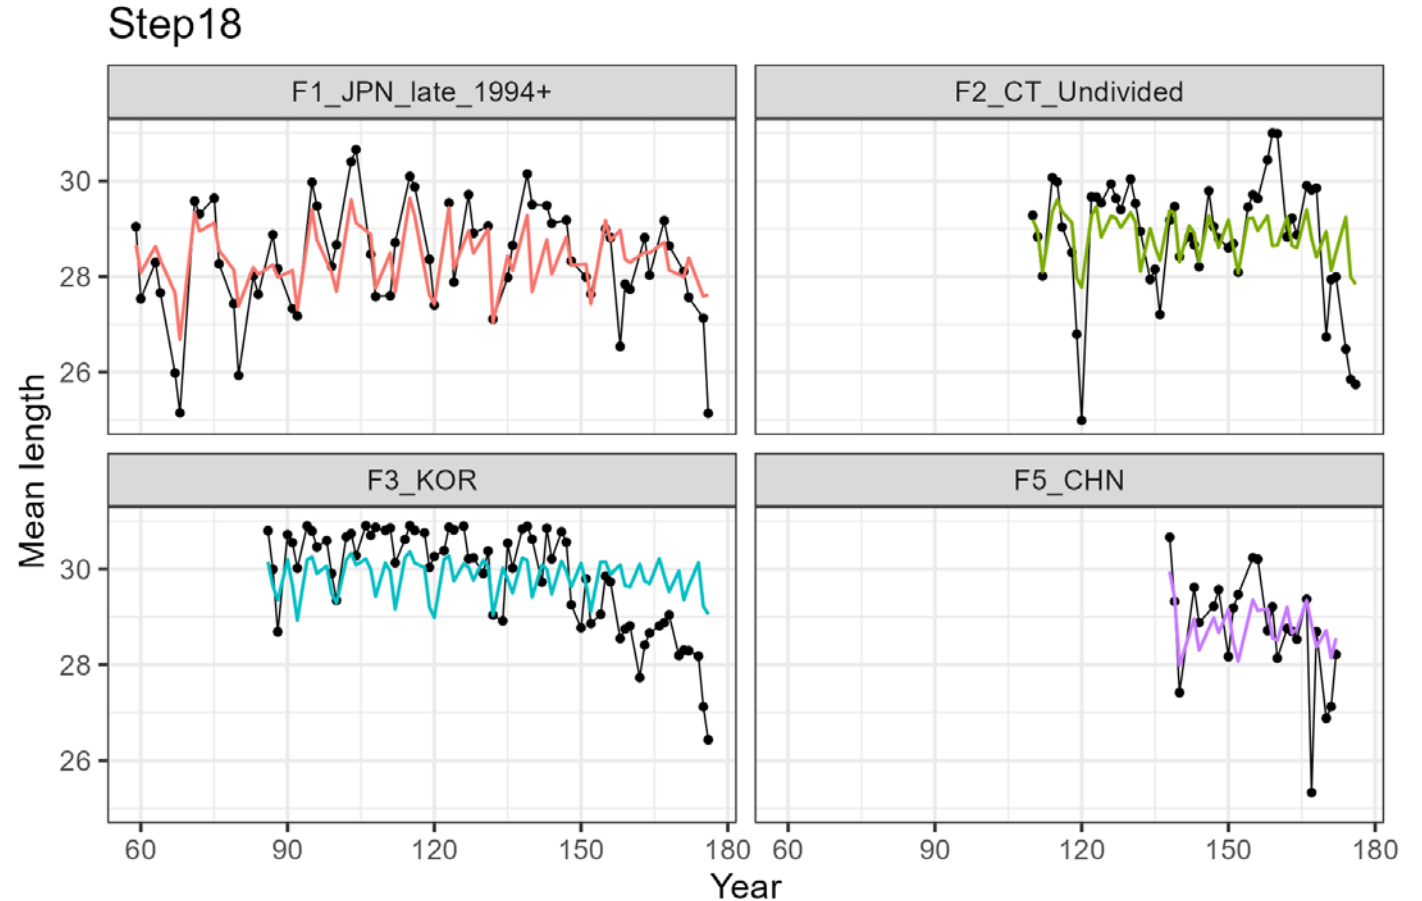 Step18
F1_JPN_late_1994+
F2_CT_Undivided
30
28
26
F3_KOR
F5_CHN
30
28
26
Mean length
60 90 120 150 180 60 90 120 150 180
Year